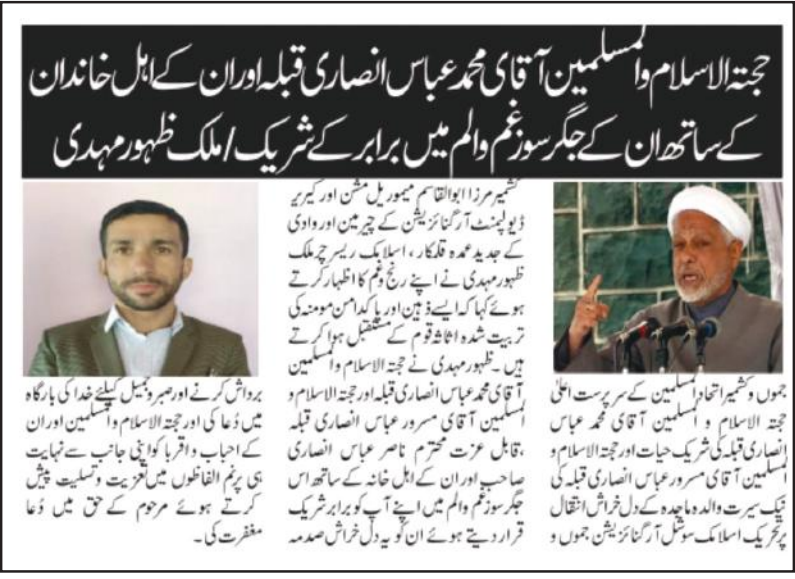 حجتہ الاسلام والمسلمین آقای محمد عباس انصاری قبلہ اور ان کے اہل خاندان
کے ساتھ ان کے جگر سوز غم والم میں برابر کے شریک/ملک ظہور مہدی
جموں و کشمیر اتحاد المسلمین کے سرپرست اعلیٰ
حجتہ الاسلام و المسلمین آقای محمد عباس
انصاری قبلہ کی شریک حیات اور حجتہ الاسلام و
المسلمین آقای مسرور عباس انصاری قبلہ کی
نیک سیرت والدہ ماجدہ کے دل خراش انتقال
پر تحریک اسلامک سوشل آرگنائزیشن جموں و
کشمیر مرزا ابوالقاسم میموریل مشن اور کیریر
ڈیولپمنٹ آرگنائزیشن کے چیرمین اور وادی
کے جدید عمدہ قلمکار، اسلامک ریسرچر ملک
ظہور مہدی نے اپنے رنج و غم کا اظہار کرتے
ہوئے کہا کہ ایسے ذہین اور پاکدامن مومنہ کی
تربیت شدہ اثاثہ قوم کے مستقبل ہوا کرتے
ہیں۔ظہور مہدی نے حجتہ الاسلام والمسلمین
آقای محمد عباس انصاری قبلہ اور حجتہ الاسلام و
المسلمین آقای مسرور عباس انصاری قبلہ
،قابل عزت محترم ناصر عباس انصاری
صاحب اور ان کے اہل خانہ کے ساتھ اس
جگر سوز غم والم میں اپنے آپ کو برابر شریک
قرار دیتے ہوئے ان کو یہ دل خراش صدمہ
برداش کرنے اور صبر و جمیل کیلئے خدا کی بارگاہ
میں دُعا کی اور حجتہ الاسلام والمسلمین اور ان
کے احباب و اقربا کو اپنی جانب سے نہایت
ہی پرنم الفاظوں میں تعزیت و تسلیت پیش
کرتے ہوئے مرحوم کے حق میں دُعا
مغفرت کی۔